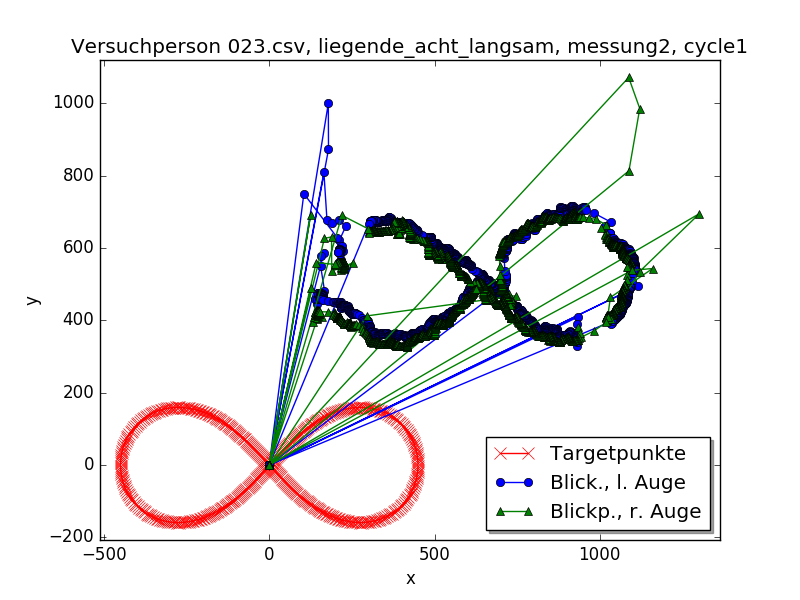 Versuchperson 023.csv, liegende_acht_langsam, messung2, cycle1
1000
800
600
400
200
0
−200
y
−500
0
500
1000
x
Targetpunkte
Blick., l. Auge
Blickp., r. Auge